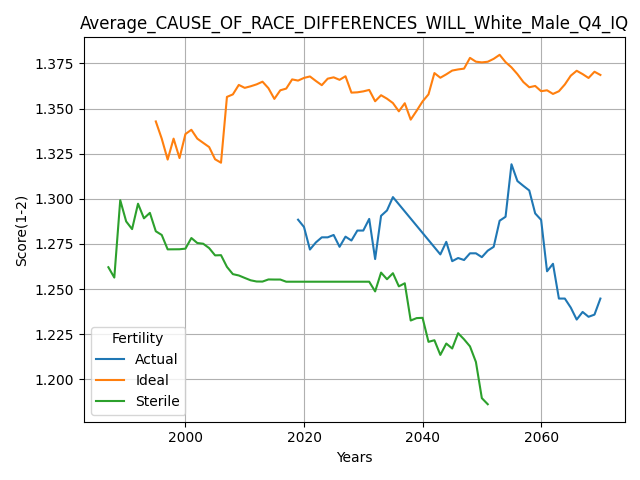 Average_CAUSE_OF_RACE_DIFFERENCES_WILL_White_Male_Q4_IQ
1.375
1.350
1.325
1.300
1.275
1.250
1.225
1.200
Score(1-2)
Fertility
Actual
Ideal
Sterile
2000
2020
2040
2060
Years